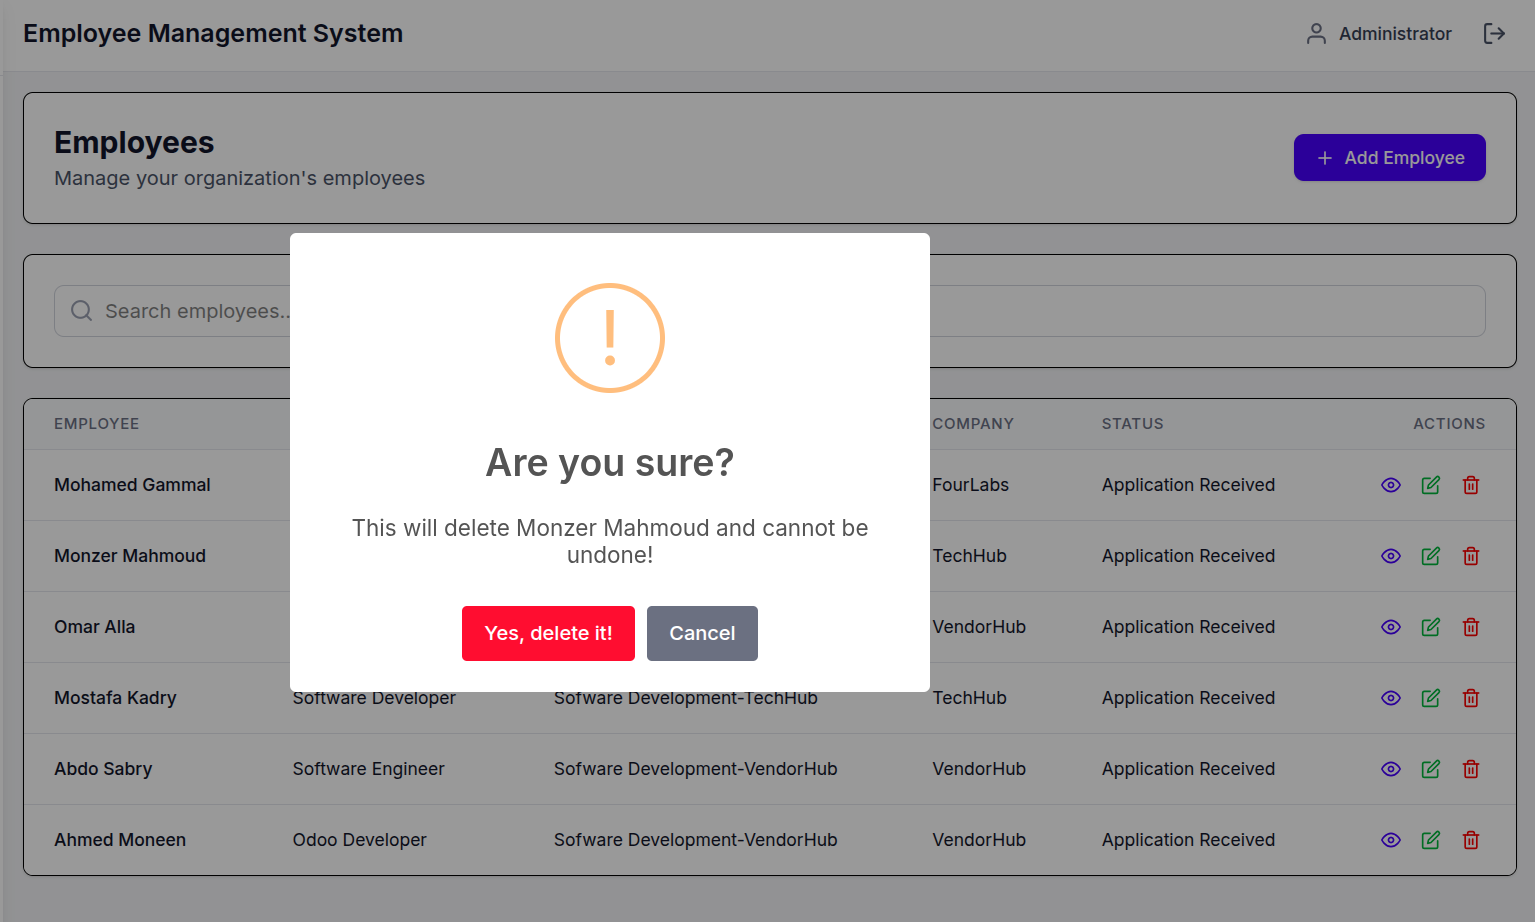 Employee Management System
Administrator
Employees
Manage your organization's employees
Add Employee
Search employees..
EMPLOYEE COMPANY STATUS ACTIONS
Mohamed Gammal FourLabs Application Received
Monzer Mahmoud TechHub Application Received
Omar Alla VendorHub Application Received
Mostafa Kadry Software Developer Sofware Development-TechHub TechHub Application Received
Abdo Sabry Software Engineer Sofware Development-VendorHub VendorHub Application Received
Ahmed Moneen Odoo Developer Sofware Development-VendorHub VendorHub Application Received
!
Are you sure?
This will delete Monzer Mahmoud and cannot be
undone!
Yes, delete it!
Cancel